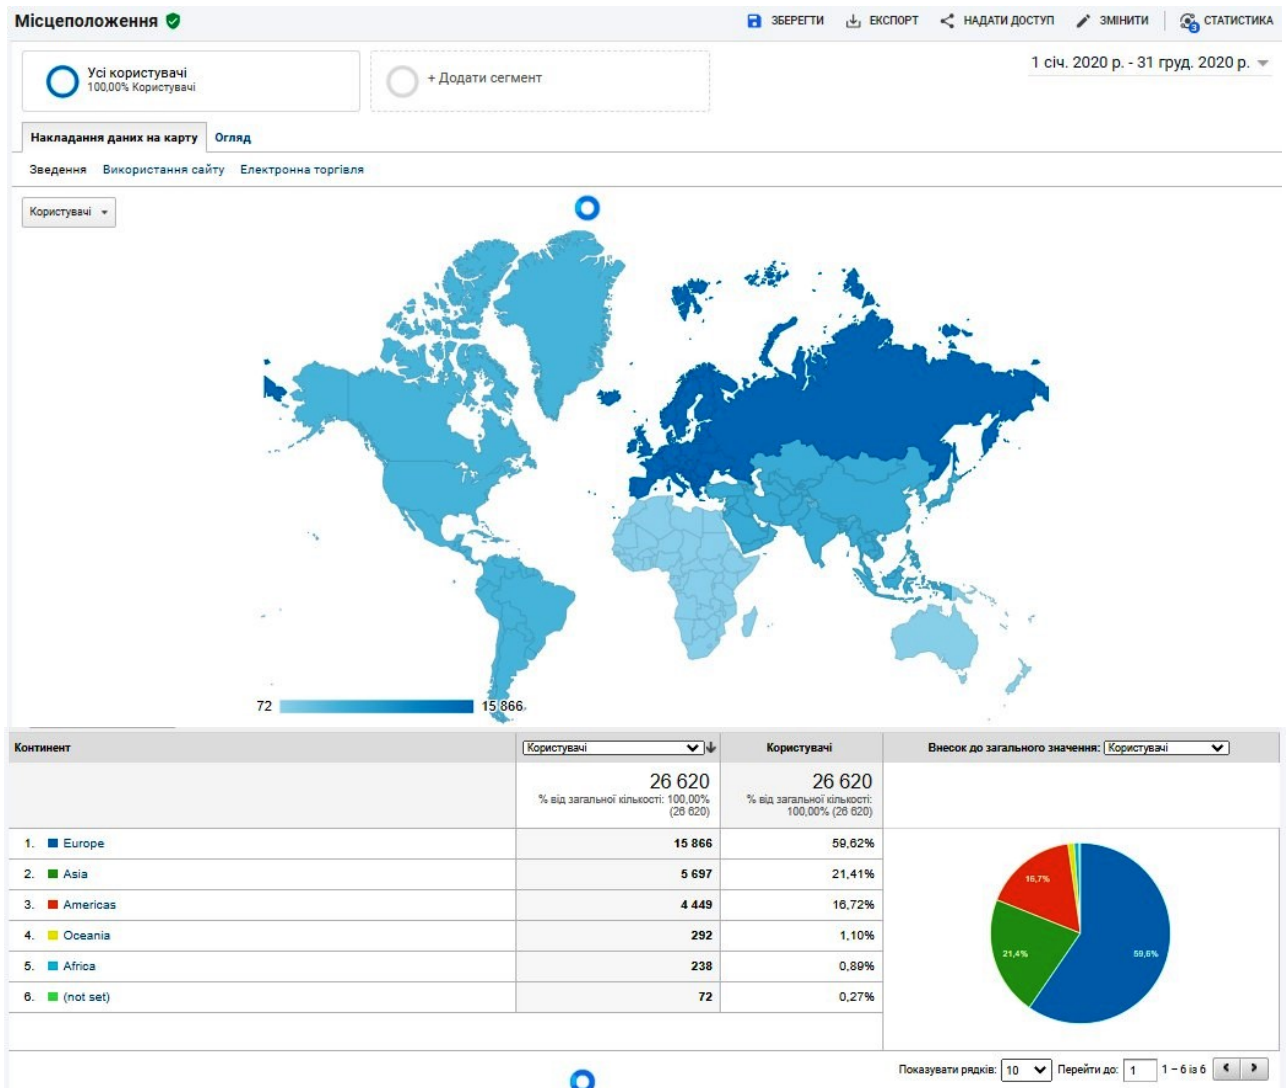 Місцеположення
ЗБЕРЕГТИ ЕКСПОРТ НАДАТИ ДОСТУП ЗМІНИТИ 3 СТАТИСТИКА
Усі користувачі
100,00% Користувачі
+ Додати сегмент
1 січ. 2020 р. - 31 груд. 2020 р.
Накладання даних на карту Огляд
Зведення Використання сайту Електронна торгівля
Користувачі
72 15 866
Континент Користувачі Користувачі Внесок до загального значення: Користувачі
26 620 26 620
% від загальної кількості: 100,00% % від загальної кількості:
(26 620) 100,00% (26 620)
1. Europe 15 866 59,62%
2. Asia 5 697 21,41%
3. Americas 4 449 16,72%
4. Oceania 292 1,10%
5. Africa 238 0,89%
6. (not set) 72 0,27%
16,7%
21,4% 59,6%
Показувати рядків: 10 Перейти до: 1 1 – 6 із 6